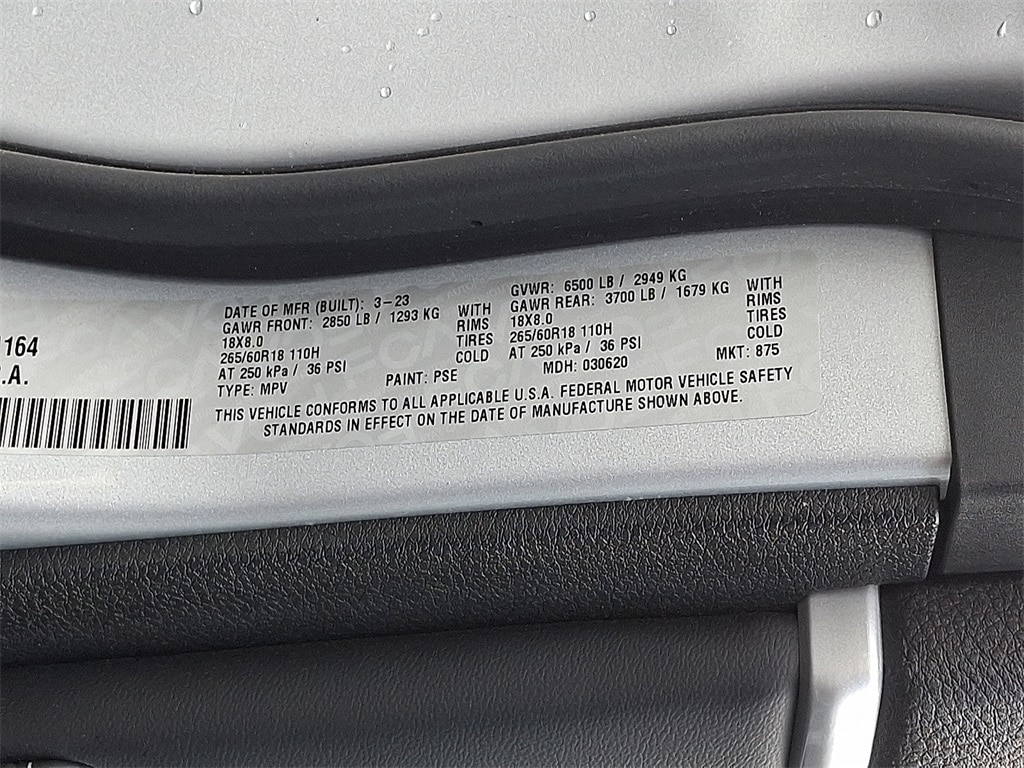 1164
.A.
DATE OF MFR (BUILT): 3-23
GAWR FRONT: 2850 LB / 1293 KG WITH
18X8.0 RIMS
265/60R18 110H TIRES
AT 250 kPa / 36 PSI COLD
TYPE: MPV PAINT: PSE
GVWR: 6500 LB / 2949 KG
GAWR REAR: 3700 LB / 1679 KG WITH
18X8.0 RIMS
265/60R18 110H TIRES
AT 250 kPa / 36 PSI COLD
MDH: 030620 MKT: 875
THIS VEHICLE CONFORMS TO ALL APPLICABLE U.S.A. FEDERAL MOTOR VEHICLE SAFETY
STANDARDS IN EFFECT ON THE DATE OF MANUFACTURE SHOWN ABOVE.